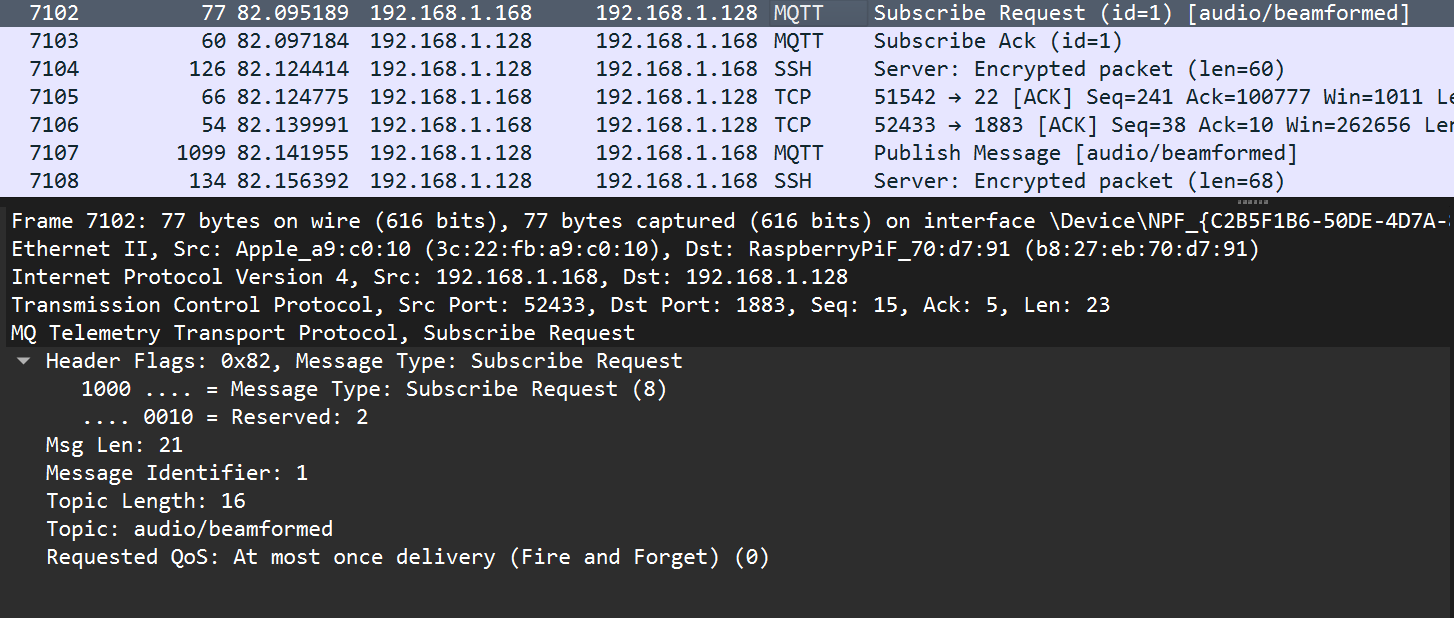 7102 77 82.095189 192.168.1.168 192.168.1.128 MQTT Subscribe Request (id=1) [audio/beamformed]
7103 60 82.097184 192.168.1.128 192.168.1.168 MQTT Subscribe Ack (id=1)
7104 126 82.124414 192.168.1.128 192.168.1.168 SSH Server: Encrypted packet (len=60)
7105 66 82.124775 192.168.1.168 192.168.1.128 TCP 51542 → 22 [ACK] Seq=241 Ack=100777 Win=1011 Le
7106 54 82.139991 192.168.1.168 192.168.1.128 TCP 52433 → 1883 [ACK] Seq=38 Ack=10 Win=262656 Len
7107 1099 82.141955 192.168.1.128 192.168.1.168 MQTT Publish Message [audio/beamformed]
7108 134 82.156392 192.168.1.128 192.168.1.168 SSH Server: Encrypted packet (len=68)
Frame 7102: 77 bytes on wire (616 bits), 77 bytes captured (616 bits) on interface \Device\NPF_{C2B5F1B6-50DE-4D7A-
Ethernet II, Src: Apple_a9:c0:10 (3c:22:fb:a9:c0:10), Dst: RaspberryPiF_70:d7:91 (b8:27:eb:70:d7:91)
Internet Protocol Version 4, Src: 192.168.1.168, Dst: 192.168.1.128
Transmission Control Protocol, Src Port: 52433, Dst Port: 1883, Seq: 15, Ack: 5, Len: 23
MQ Telemetry Transport Protocol, Subscribe Request
Header Flags: 0x82, Message Type: Subscribe Request
1000 .... = Message Type: Subscribe Request (8)
.... 0010 = Reserved: 2
Msg Len: 21
Message Identifier: 1
Topic Length: 16
Topic: audio/beamformed
Requested QoS: At most once delivery (Fire and Forget) (0)